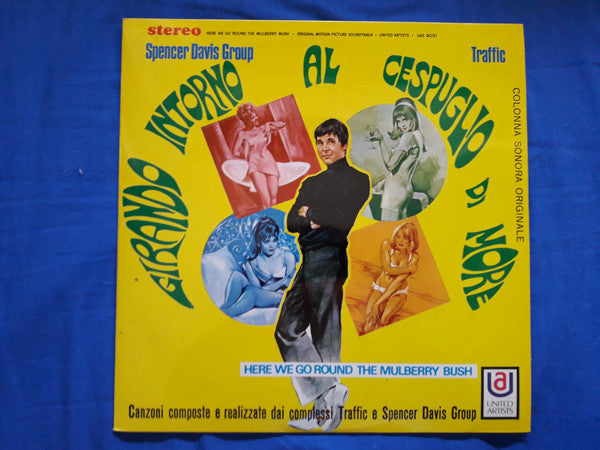 stereo
HERE WE GO 'ROUND THE MULBERRY BUSH - ORIGINAL MOTION PICTURE SOUNDTRACK - UNITED ARTISTS - UAS 9021
Spencer Davis Group
Traffic
GIRANDO INTORNO AL CESPUGLIO DI MORE
COLONNA SONORA ORIGINALE
HERE WE GO ROUND THE MULBERRY BUSH
UA
UNITED
ARTISTS
Canzoni composte e realizzate dai complessi Traffic e Spencer Davis Group